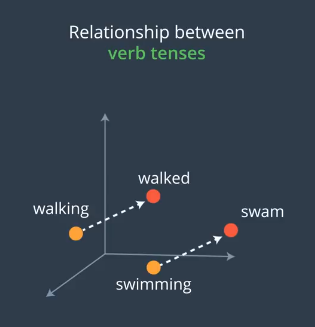 Relationship between
verb tenses
walked
walking
swam
swimming